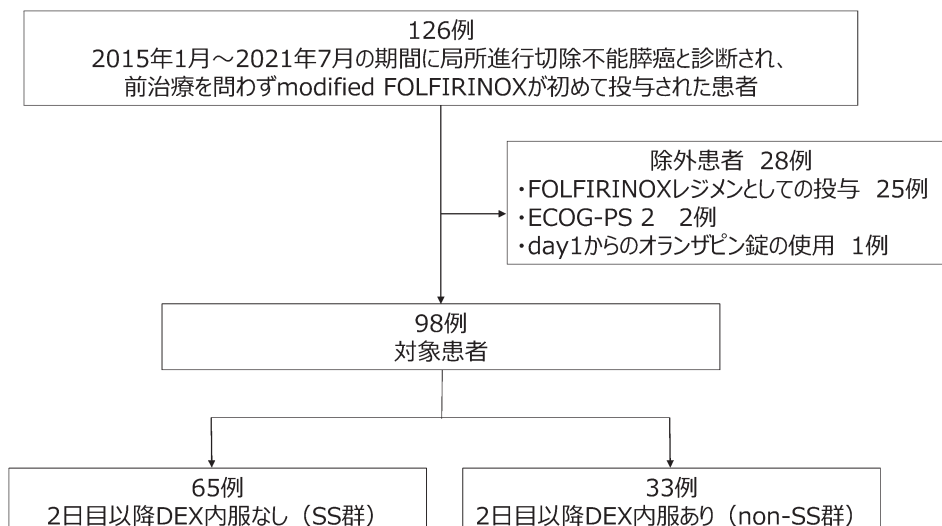 126例
2015年1月～2021年7月の期間に局所進行切除不能膵癌と診断され、
前治療を問わずmodified FOLFIRINOXが初めて投与された患者
除外患者 28例
・FOLFIRINOXレジメンとしての投与 25例
・ECOG-PS 2 2例
・day1からのオランザピン錠の使用 1例
98例
対象患者
65例
2日目以降DEX内服なし（SS群）
33例
2日目以降DEX内服あり（non-SS群）